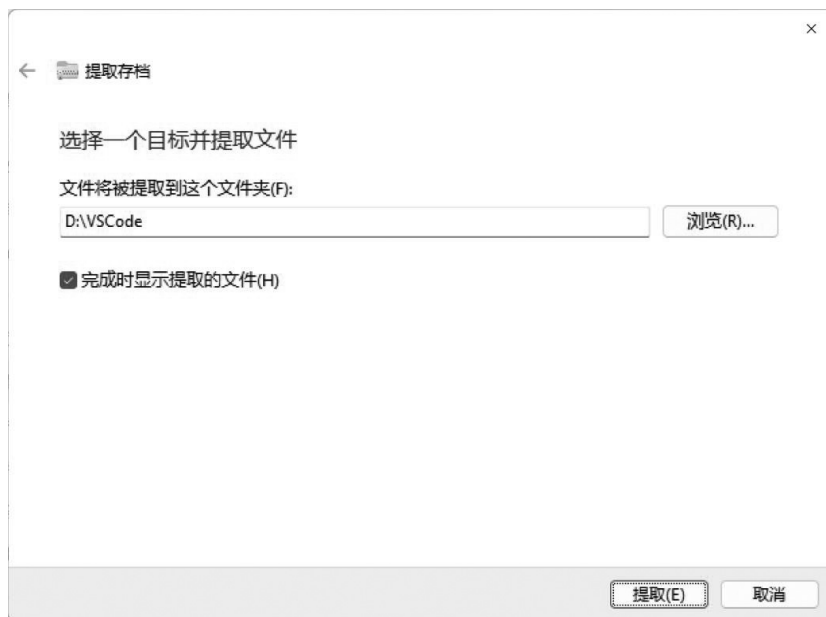 提取存档
选择一个目标并提取文件
文件将被提取到这个文件夹(F):
D:\VSCode
浏览(R)...
完成时显示提取的文件(H)
提取(E)
取消